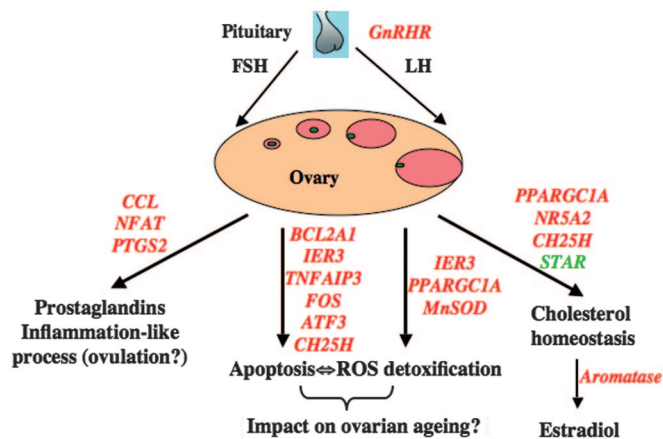 Pituitary
GnRHR
FSH
LH
Ovary
CCL
NFAT
PTGS2
BCL2A1
IER3
TNFAIP3
FOS
ATF3
CH25H
IER3
PPARGC1A
MnSOD
PPARGC1A
NR5A2
CH25H
STAR
Prostaglandins
Inflammation-like
process (ovulation?)
Apoptosis⇔ROS detoxification
Cholesterol
homeostasis
Aromatase
Impact on ovarian ageing?
Estradiol